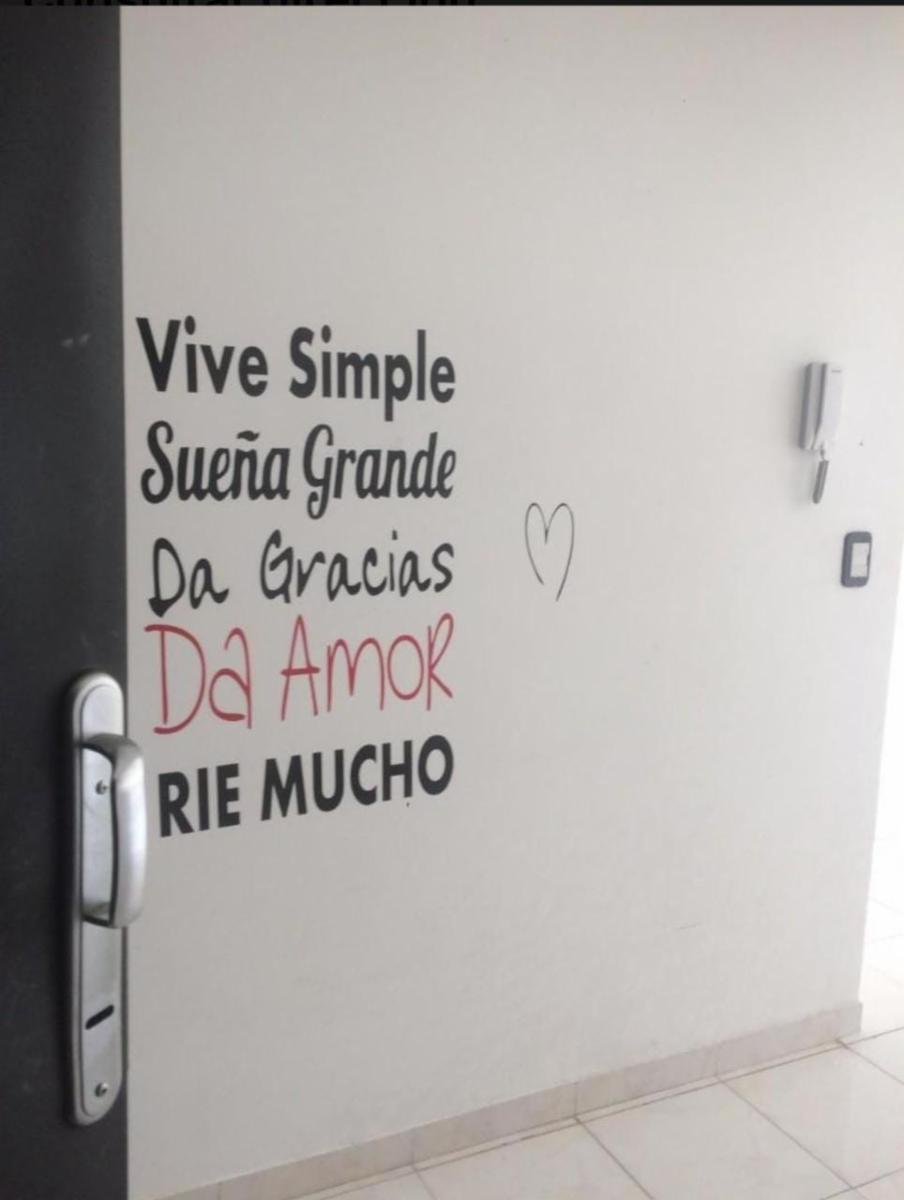 Vive Simple
Sueña Grande
Da Gracias
Da AmoR
RIE MUCHO